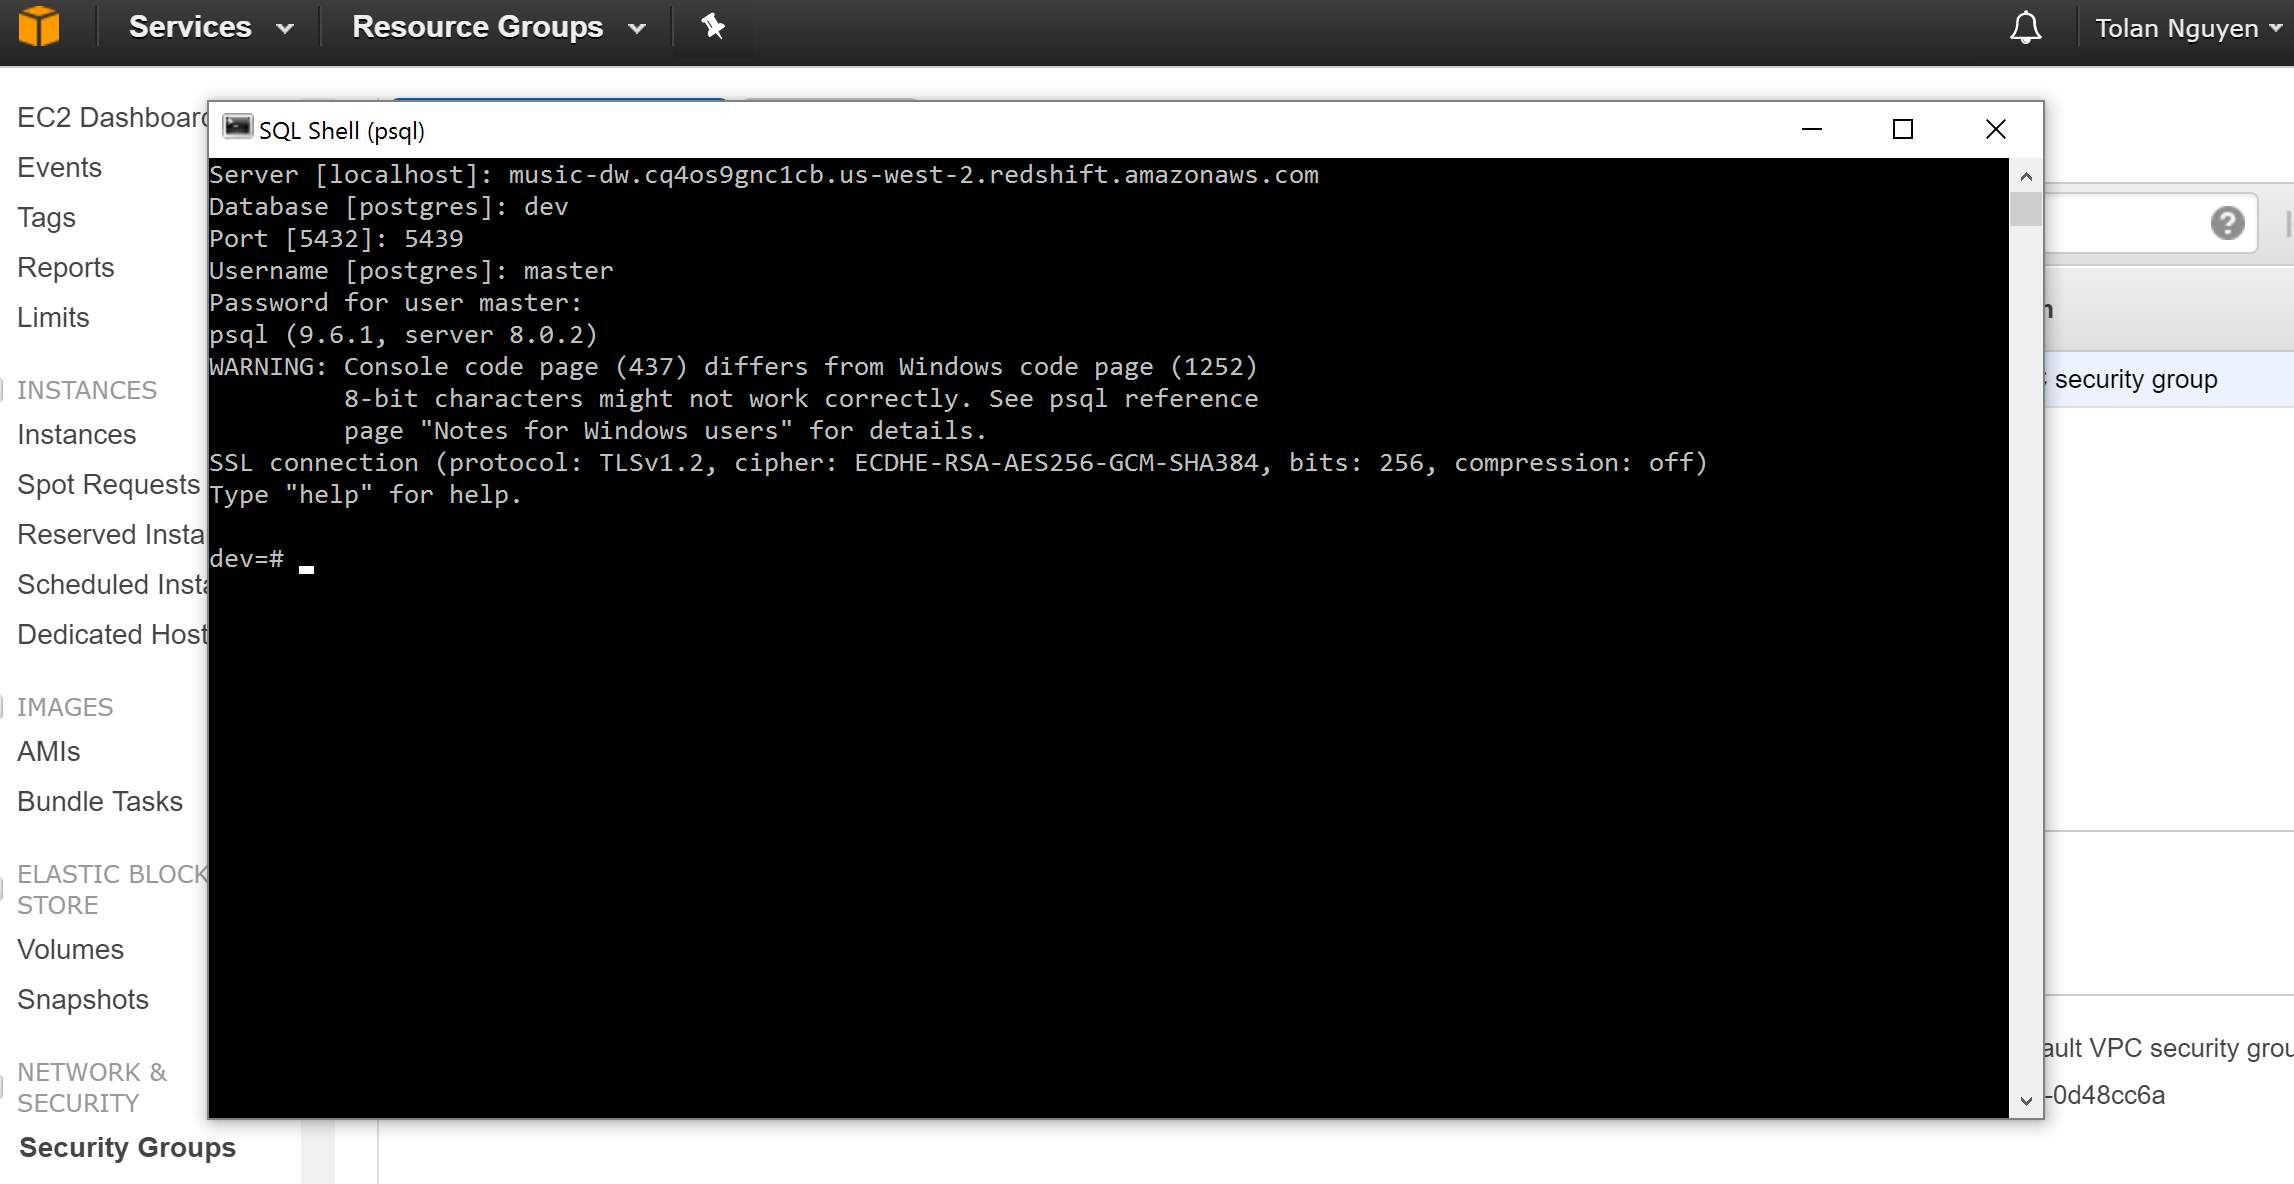 Services
Resource Groups
Tolan Nguyen
EC2 Dashboard
Events
Tags
Reports
Limits
INSTANCES
Instances
Spot Requests
Reserved Insta
Scheduled Insta
Dedicated Host
IMAGES
AMIs
Bundle Tasks
ELASTIC BLOCK
STORE
Volumes
Snapshots
NETWORK &
SECURITY
Security Groups
SQL Shell (psql)
Server [localhost]: music-dw.cq4os9gnc1cb.us-west-2.redshift.amazonaws.com
Database [postgres]: dev
Port [5432]: 5439
Username [postgres]: master
Password for user master:
psql (9.6.1, server 8.0.2)
WARNING: Console code page (437) differs from Windows code page (1252)
8-bit characters might not work correctly. See psql reference
page "Notes for Windows users" for details.
SSL connection (protocol: TLSv1.2, cipher: ECDHE-RSA-AES256-GCM-SHA384, bits: 256, compression: off)
Type "help" for help.
dev=#
security group
ault VPC security grou
-0d48cc6a